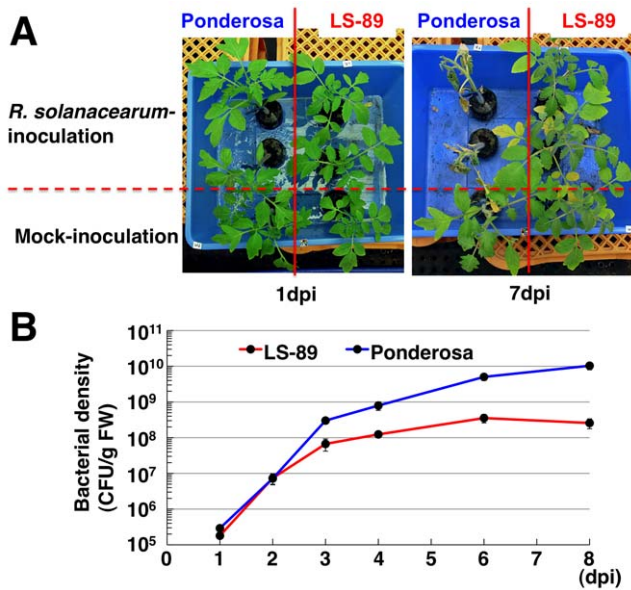 A
Ponderosa
LS-89
Ponderosa
LS-89
R. solanacearum-
inoculation
Mock-inoculation
1dpi
7dpi
B
LS-89
Ponderosa
Bacterial density
(CFU/g FW)
10¹¹
10¹⁰
10⁹
10⁸
10⁷
10⁶
10⁵
0 1 2 3 4 5 6 7 8
(dpi)